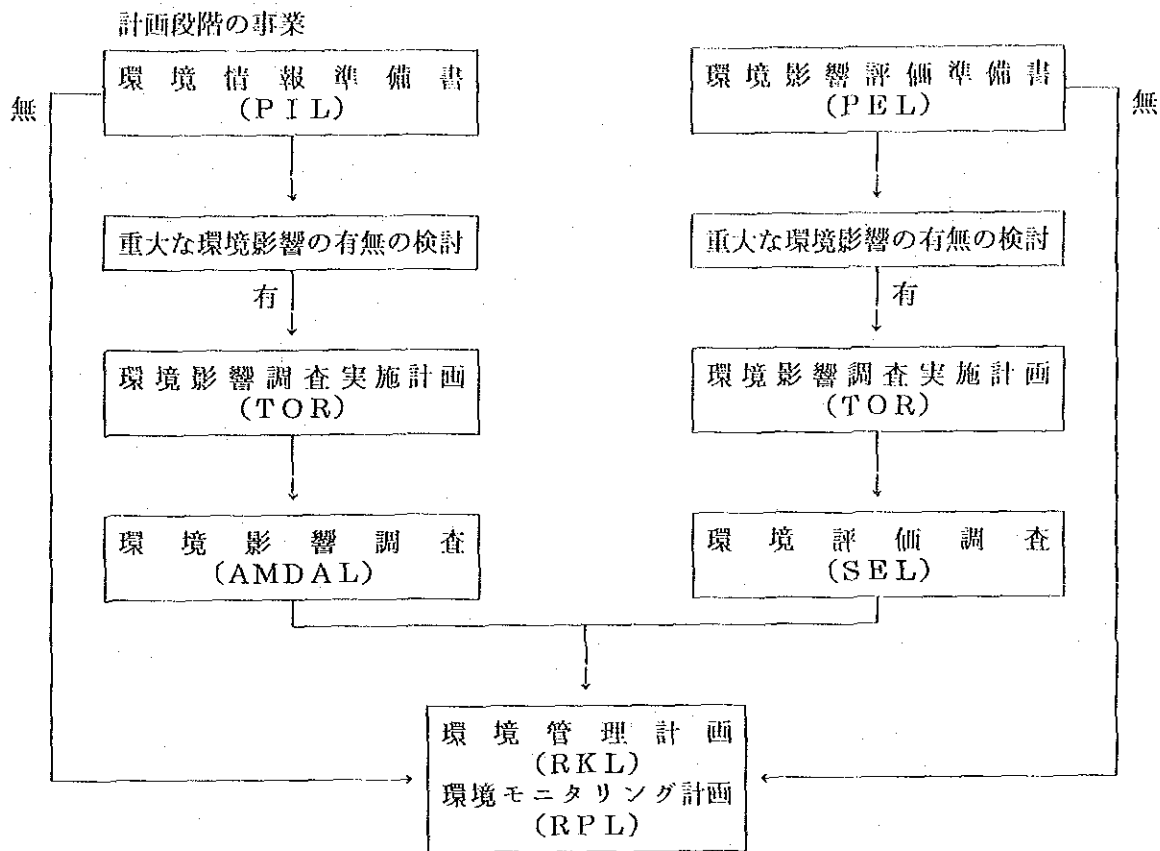 計画段階の事業
環境情報準備書
(PIL)
無
重大な環境影響の有無の検討
有
環境影響調査実施計画
(TOR)
環境影響調査
(AMDAL)
環境影響評価準備書
(PEL)
無
重大な環境影響の有無の検討
有
環境影響調査実施計画
(TOR)
環境評価調査
(SEL)
環境管理計画
(RKL)
環境モニタリング計画
(RPL)